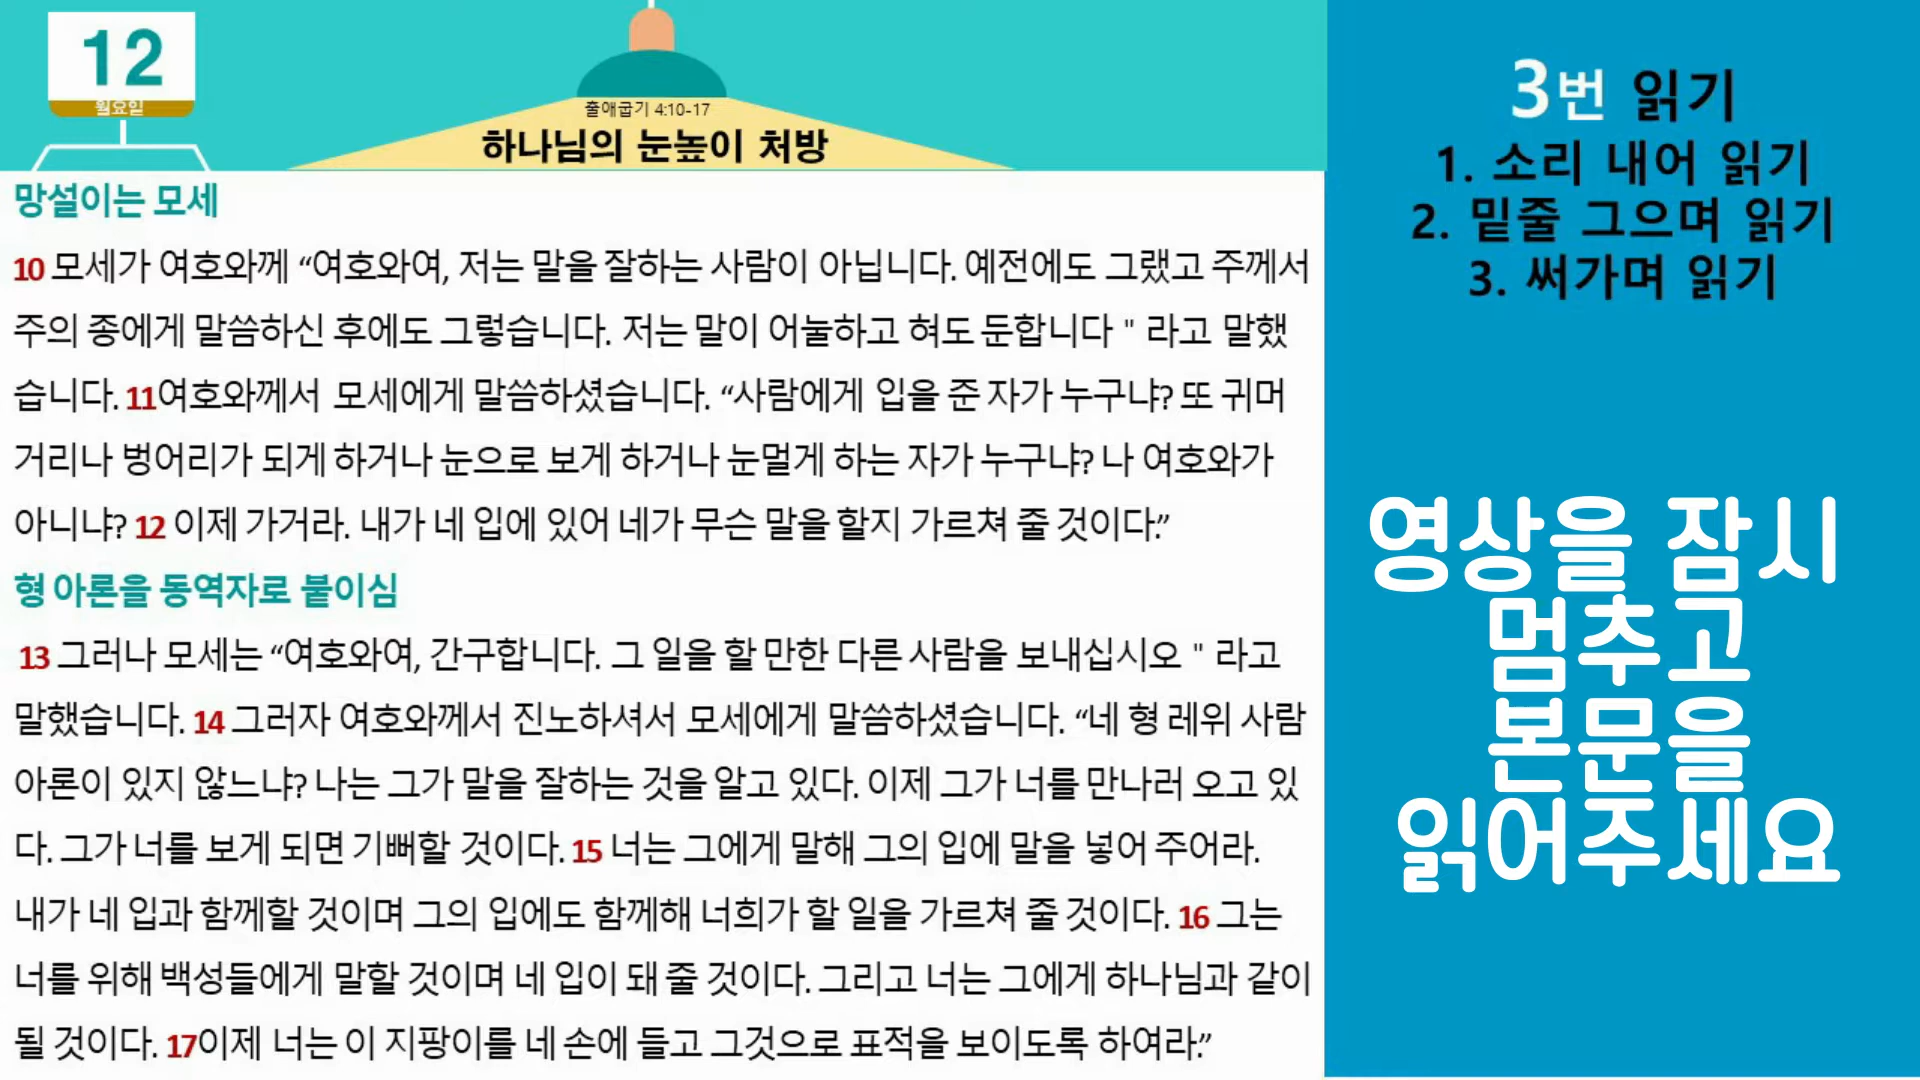 12
월요일
출애굽기 4:10-17
하나님의 눈높이 처방
망설이는 모세
10 모세가 여호와께 “여호와여, 저는 말을 잘하는 사람이 아닙니다. 예전에도 그랬고 주께서
주의 종에게 말씀하신 후에도 그렇습니다. 저는 말이 어눌하고 혀도 둔합니다 " 라고 말했
습니다. 11여호와께서 모세에게 말씀하셨습니다. “사람에게 입을 준 자가 누구냐? 또 귀머
거리나 벙어리가 되게 하거나 눈으로 보게 하거나 눈멀게 하는 자가 누구냐? 나 여호와가
아니냐? 12 이제 가거라. 내가 네 입에 있어 네가 무슨 말을 할지 가르쳐 줄 것이다.”
형 아론을 동역자로 붙이심
13 그러나 모세는 “여호와여, 간구합니다. 그 일을 할 만한 다른 사람을 보내십시오 " 라고
말했습니다. 14 그러자 여호와께서 진노하셔서 모세에게 말씀하셨습니다. “네 형 레위 사람
아론이 있지 않느냐? 나는 그가 말을 잘하는 것을 알고 있다. 이제 그가 너를 만나러 오고 있
다. 그가 너를 보게 되면 기뻐할 것이다. 15 너는 그에게 말해 그의 입에 말을 넣어 주어라.
내가 네 입과 함께할 것이며 그의 입에도 함께해 너희가 할 일을 가르쳐 줄 것이다. 16 그는
너를 위해 백성들에게 말할 것이며 네 입이 돼 줄 것이다. 그리고 너는 그에게 하나님과 같이
될 것이다. 17이제 너는 이 지팡이를 네 손에 들고 그것으로 표적을 보이도록 하여라.”
3번 읽기
1. 소리 내어 읽기
2. 밑줄 그으며 읽기
3. 써가며 읽기
영상을 잠시
멈추고
본문을
읽어주세요